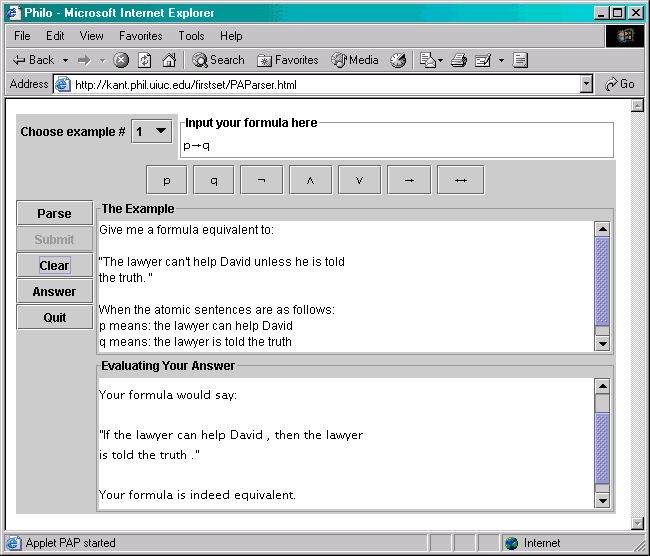 Philo - Microsoft Internet Explorer
File Edit View Favorites Tools Help
Back Search Favorites Media
Address http://kant.phil.uiuc.edu/firstset/PAParser.html Go
Choose example # 1 Input your formula here
p→q
p q ¬ ∧ ∨ → ↔
Parse
Submit
Clear
Answer
Quit
The Example
Give me a formula equivalent to:
"The lawyer can't help David unless he is told
the truth. "
When the atomic sentences are as follows:
p means: the lawyer can help David
q means: the lawyer is told the truth
Evaluating Your Answer
Your formula would say:
"If the lawyer can help David , then the lawyer
is told the truth ."
Your formula is indeed equivalent.
Applet PAP started Internet